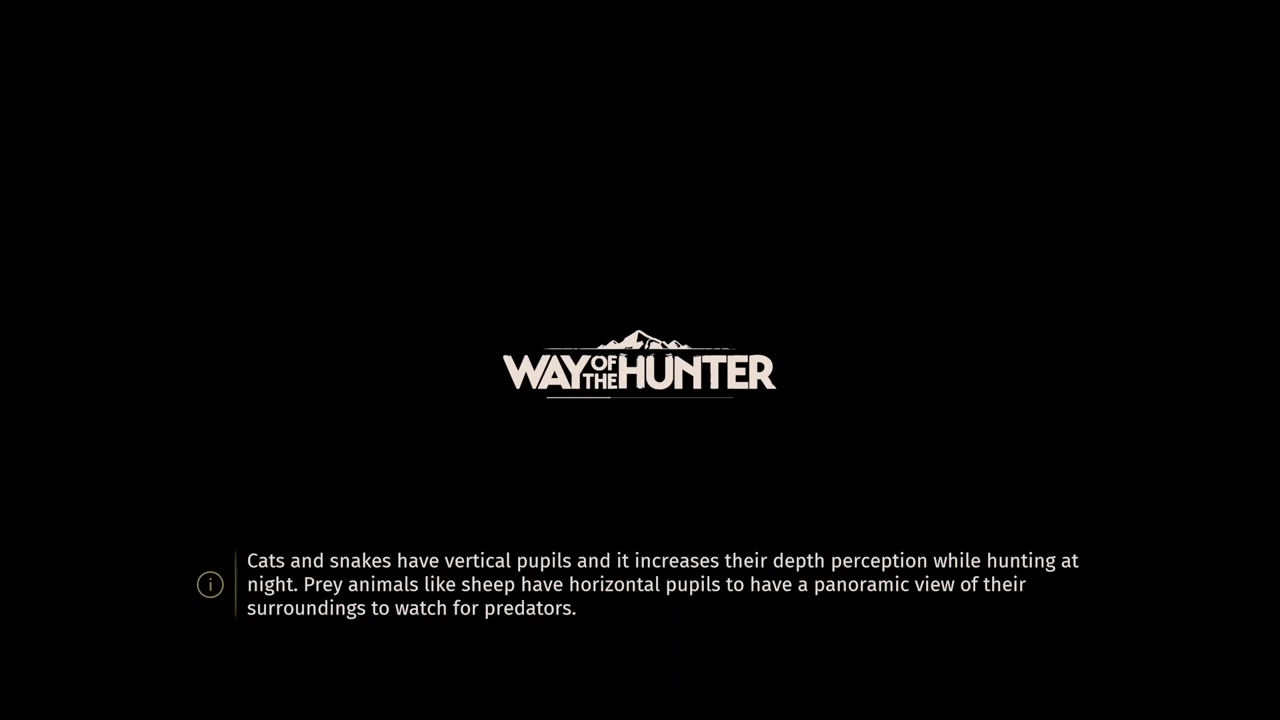 WAY OF THE HUNTER
Cats and snakes have vertical pupils and it increases their depth perception while hunting at
night. Prey animals like sheep have horizontal pupils to have a panoramic view of their
surroundings to watch for predators.